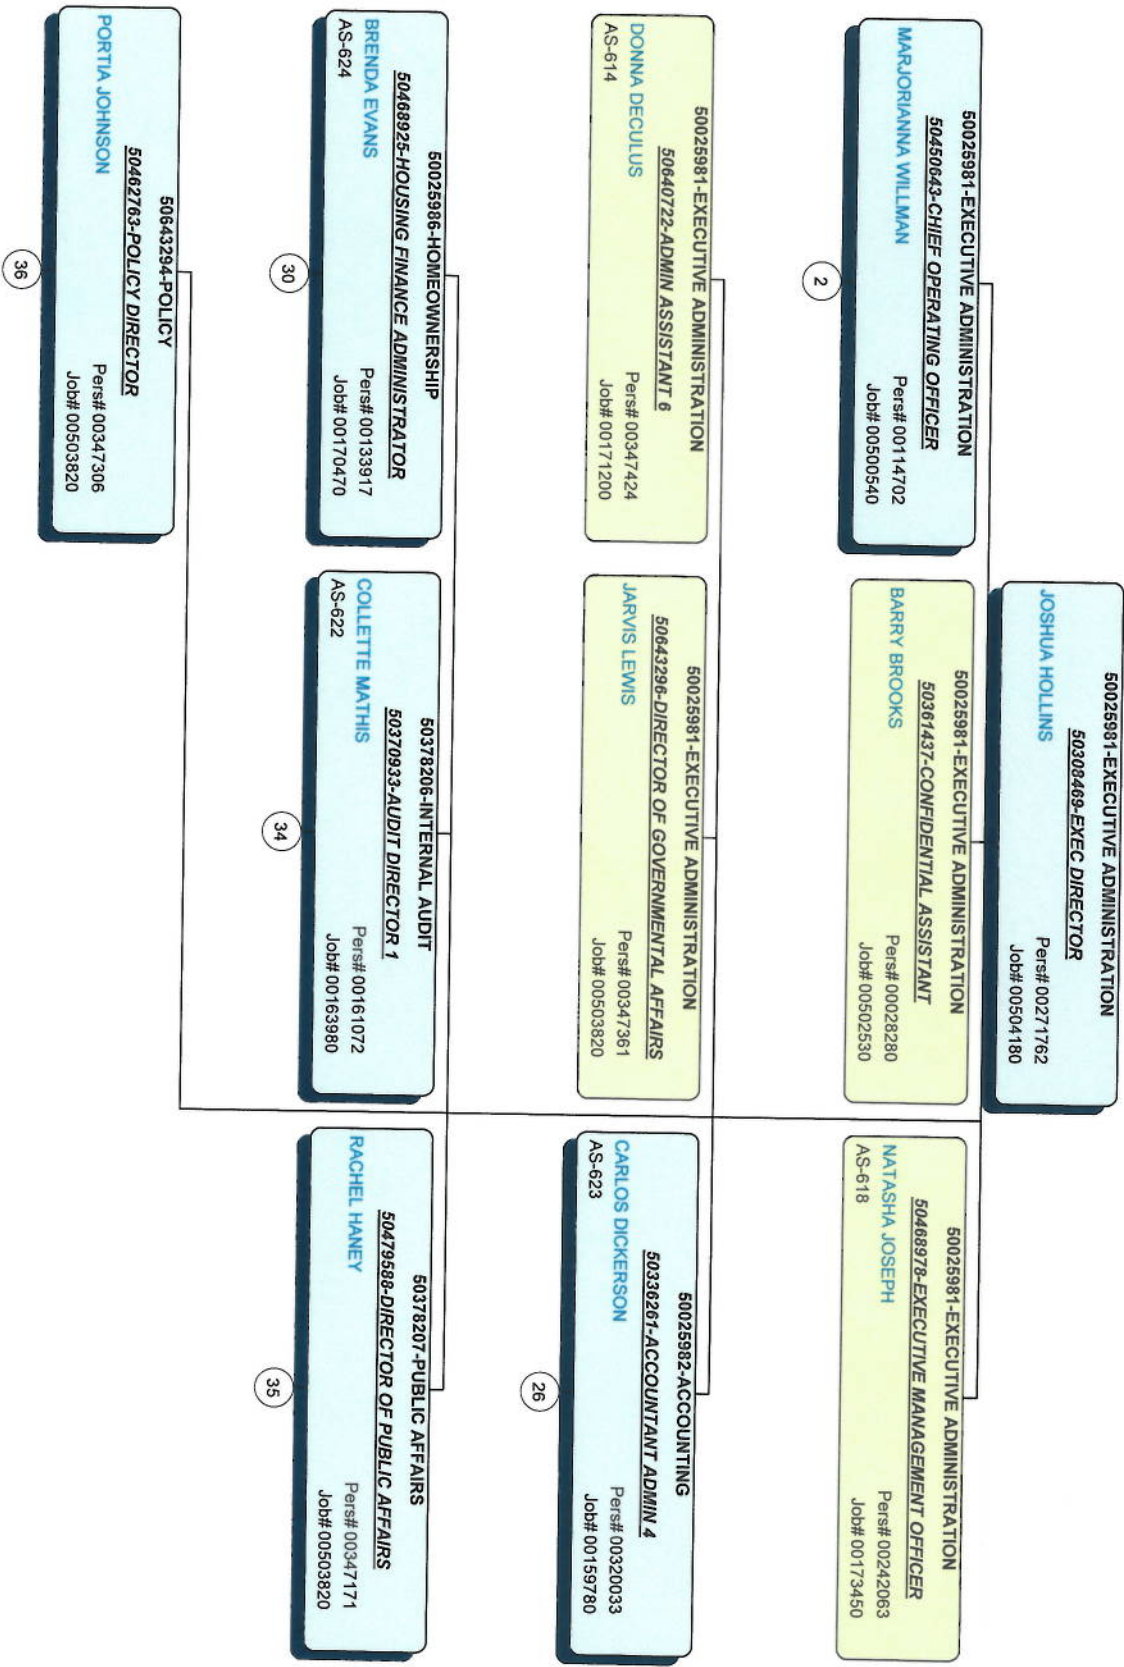 50025981-EXECUTIVE ADMINISTRATION
50308469-EXEC DIRECTOR
JOSHUA HOLLINS
Pers# 00271762
Job# 00504180
50025981-EXECUTIVE ADMINISTRATION
50450643-CHIEF OPERATING OFFICER
MARJORIANNA WILLMAN
Pers# 00114702
Job# 00500540
2
50025981-EXECUTIVE ADMINISTRATION
50361437-CONFIDENTIAL ASSISTANT
BARRY BROOKS
Pers# 00028280
Job# 00502530
50025981-EXECUTIVE ADMINISTRATION
50468978-EXECUTIVE MANAGEMENT OFFICER
NATASHA JOSEPH
Pers# 00242063
AS-618 Job# 00173450
50025981-EXECUTIVE ADMINISTRATION
50640722-ADMIN ASSISTANT 6
DONNA DECULUS
Pers# 00347424
AS-614 Job# 00171200
50025981-EXECUTIVE ADMINISTRATION
50643296-DIRECTOR OF GOVERNMENTAL AFFAIRS
JARVIS LEWIS
Pers# 00347361
Job# 00503820
50025982-ACCOUNTING
50336261-ACCOUNTANT ADMIN 4
CARLOS DICKERSON
Pers# 00320033
AS-623 Job# 00159780
26
50025986-HOMEOWNERSHIP
50468925-HOUSING FINANCE ADMINISTRATOR
BRENDA EVANS
Pers# 00133917
AS-624 Job# 00170470
30
50378206-INTERNAL AUDIT
50370933-AUDIT DIRECTOR 1
COLLETTE MATHIS
Pers# 00161072
AS-622 Job# 00163980
34
50378207-PUBLIC AFFAIRS
50479588-DIRECTOR OF PUBLIC AFFAIRS
RACHEL HANEY
Pers# 00347171
Job# 00503820
35
50643294-POLICY
50462763-POLICY DIRECTOR
PORTIA JOHNSON
Pers# 00347306
Job# 00503820
36